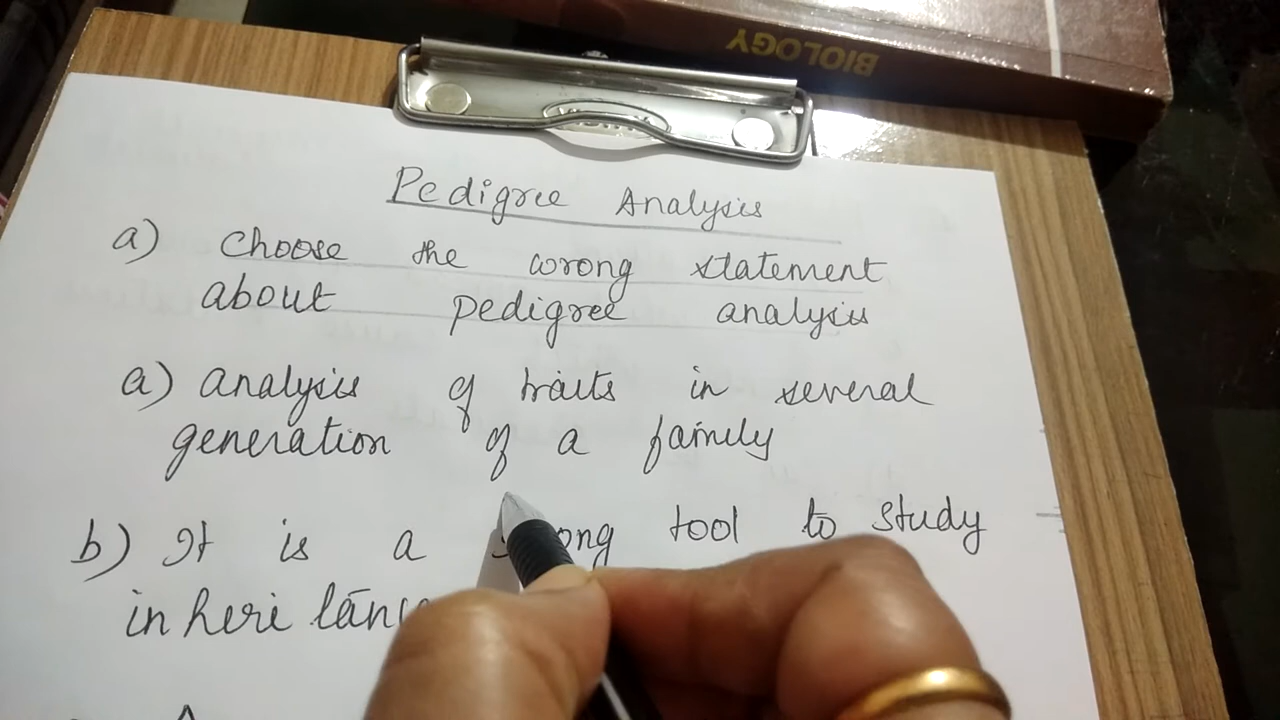 BIOLOGY
Pedigree Analysis
a) Choose the wrong statement
about pedigree analysis
a) analysis of traits in several
generation of a family
b) It is a tool to study